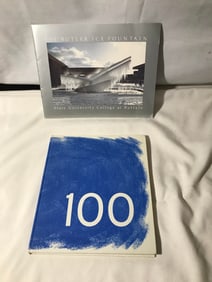 BUTLER ICE FOUNTAIN
State University College at Buffalo
100